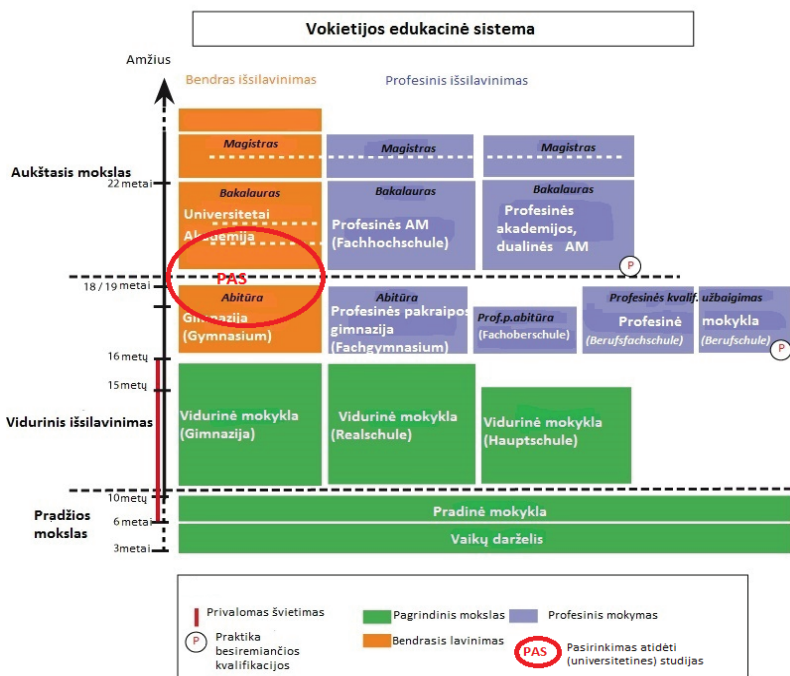 Vokietijos edukacinė sistema
Amžius
Bendras išsilavinimas
Profesinis išsilavinimas
Magistras
Magistras
Magistras
Aukštasis mokslas
22 metai
Bakalauras
Bakalauras
Bakalauras
Universitetai
Akademija
Profesinės AM
(Fachhochschule)
Profesinės
akademijos,
dualinės AM
P
PAS
18 / 19
metai
Abitūra
Gimnazija
(Gymnasium)
Abitūra
Profesinės pakraipos
gimnazija
(Fachgymnasium)
Prof.p.abitūra
(Fachoberschule)
Profesinės kvalif. užbaigimas
Profesinė mokykla
(Berufsfachschule) (Berufschule)
P
16 metų
15 metų
Vidurinis išsilavinimas
Vidurinė mokykla
(Gimnazija)
Vidurinė mokykla
(Realschule)
Vidurinė mokykla
(Hauptschule)
10 metų
Pradžios
mokslas
6 metai
3 metai
Pradinė mokykla
Vaikų darželis
Privalomas švietimas
P Praktika
besiremiančios
kvalifikacijos
Pagrindinis mokslas
Bendrasis lavinimas
Profesinis mokymas
PAS Pasirinkimas atidėti
(universitetines) studijas